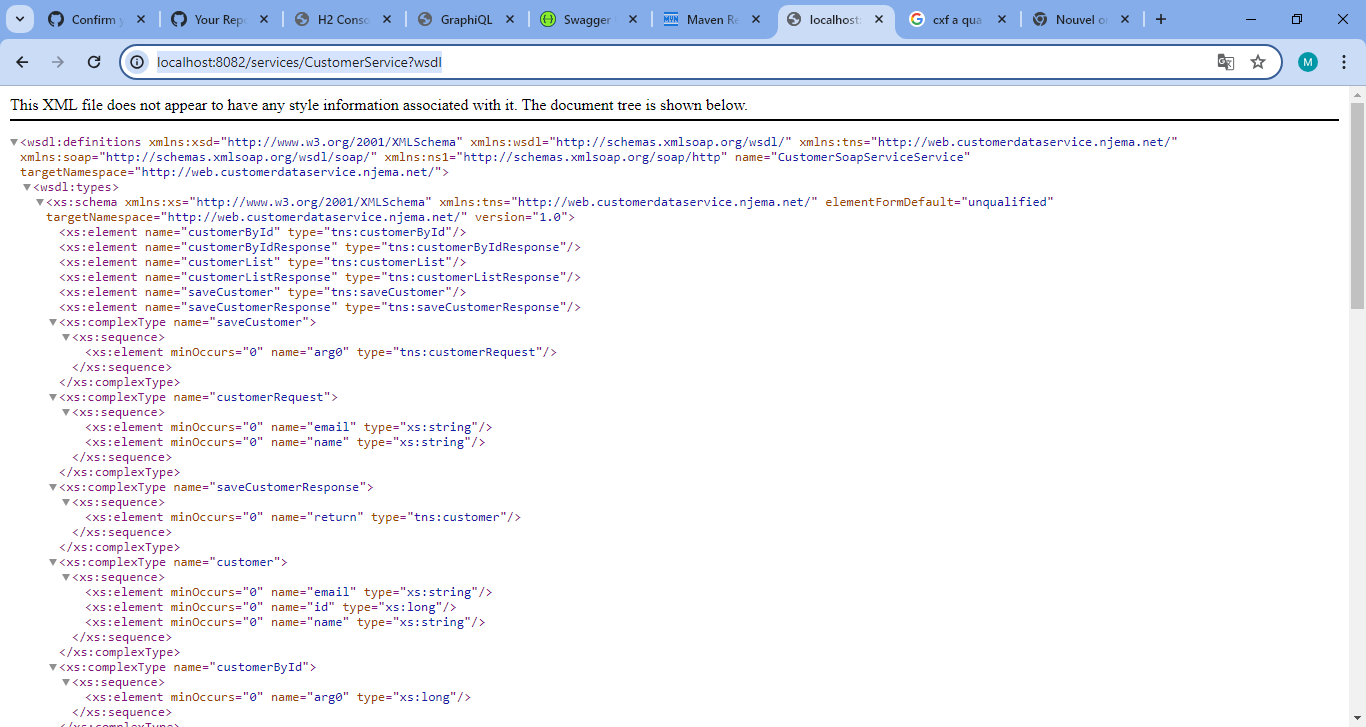 Confirm y
Your Repo
H2 Conso
GraphiQL
Swagger
Maven Re
localhost:
cxf a qua
Nouvel o
localhost:8082/services/CustomerService?wsdl
M
This XML file does not appear to have any style information associated with it. The document tree is shown below.
<wsdl:definitions xmlns:xsd="http://www.w3.org/2001/XMLSchema" xmlns:wsdl="http://schemas.xmlsoap.org/wsdl/" xmlns:tns="http://web.customerdataservice.njema.net/"
xmlns:soap="http://schemas.xmlsoap.org/wsdl/soap/" xmlns:ns1="http://schemas.xmlsoap.org/soap/http" name="CustomerSoapServiceService"
targetNamespace="http://web.customerdataservice.njema.net/">
<wsdl:types>
<xs:schema xmlns:xs="http://www.w3.org/2001/XMLSchema" xmlns:tns="http://web.customerdataservice.njema.net/" elementFormDefault="unqualified"
targetNamespace="http://web.customerdataservice.njema.net/" version="1.0">
<xs:element name="customerById" type="tns:customerById"/>
<xs:element name="customerByIdResponse" type="tns:customerByIdResponse"/>
<xs:element name="customerList" type="tns:customerList"/>
<xs:element name="customerListResponse" type="tns:customerListResponse"/>
<xs:element name="saveCustomer" type="tns:saveCustomer"/>
<xs:element name="saveCustomerResponse" type="tns:saveCustomerResponse"/>
<xs:complexType name="saveCustomer">
<xs:sequence>
<xs:element minOccurs="0" name="arg0" type="tns:customerRequest"/>
</xs:sequence>
</xs:complexType>
<xs:complexType name="customerRequest">
<xs:sequence>
<xs:element minOccurs="0" name="email" type="xs:string"/>
<xs:element minOccurs="0" name="name" type="xs:string"/>
</xs:sequence>
</xs:complexType>
<xs:complexType name="saveCustomerResponse">
<xs:sequence>
<xs:element minOccurs="0" name="return" type="tns:customer"/>
</xs:sequence>
</xs:complexType>
<xs:complexType name="customer">
<xs:sequence>
<xs:element minOccurs="0" name="email" type="xs:string"/>
<xs:element minOccurs="0" name="id" type="xs:long"/>
<xs:element minOccurs="0" name="name" type="xs:string"/>
</xs:sequence>
</xs:complexType>
<xs:complexType name="customerById">
<xs:sequence>
<xs:element minOccurs="0" name="arg0" type="xs:long"/>
</xs:sequence>
</xs:complexType>